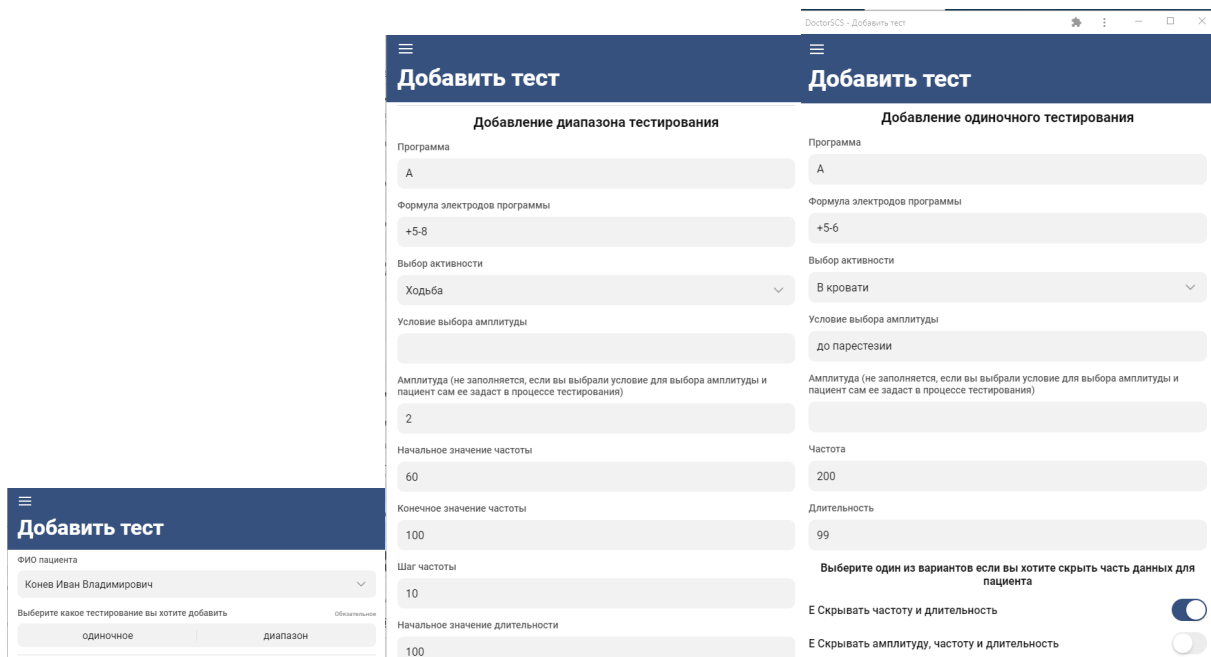 Добавить тест
ФИО пациента
Конев Иван Владимирович
Выберите какое тестирование вы хотите добавить
Обязательное
одиночное
диапазон
Добавить тест
Добавление диапазона тестирования
Программа
A
Формула электродов программы
+5-8
Выбор активности
Ходьба
Условие выбора амплитуды
Амплитуда (не заполняется, если вы выбрали условие для выбора амплитуды и
пациент сам ее задаст в процессе тестирования)
2
Начальное значение частоты
60
Конечное значение частоты
100
Шаг частоты
10
Начальное значение длительности
100
DoctorSCS - Добавить тест
Добавить тест
Добавление одиночного тестирования
Программа
A
Формула электродов программы
+5-6
Выбор активности
В кровати
Условие выбора амплитуды
до парестезии
Амплитуда (не заполняется, если вы выбрали условие для выбора амплитуды и
пациент сам ее задаст в процессе тестирования)
Частота
200
Длительность
99
Выберите один из вариантов если вы хотите скрыть часть данных для
пациента
Е Скрывать частоту и длительность
Е Скрывать амплитуду, частоту и длительность